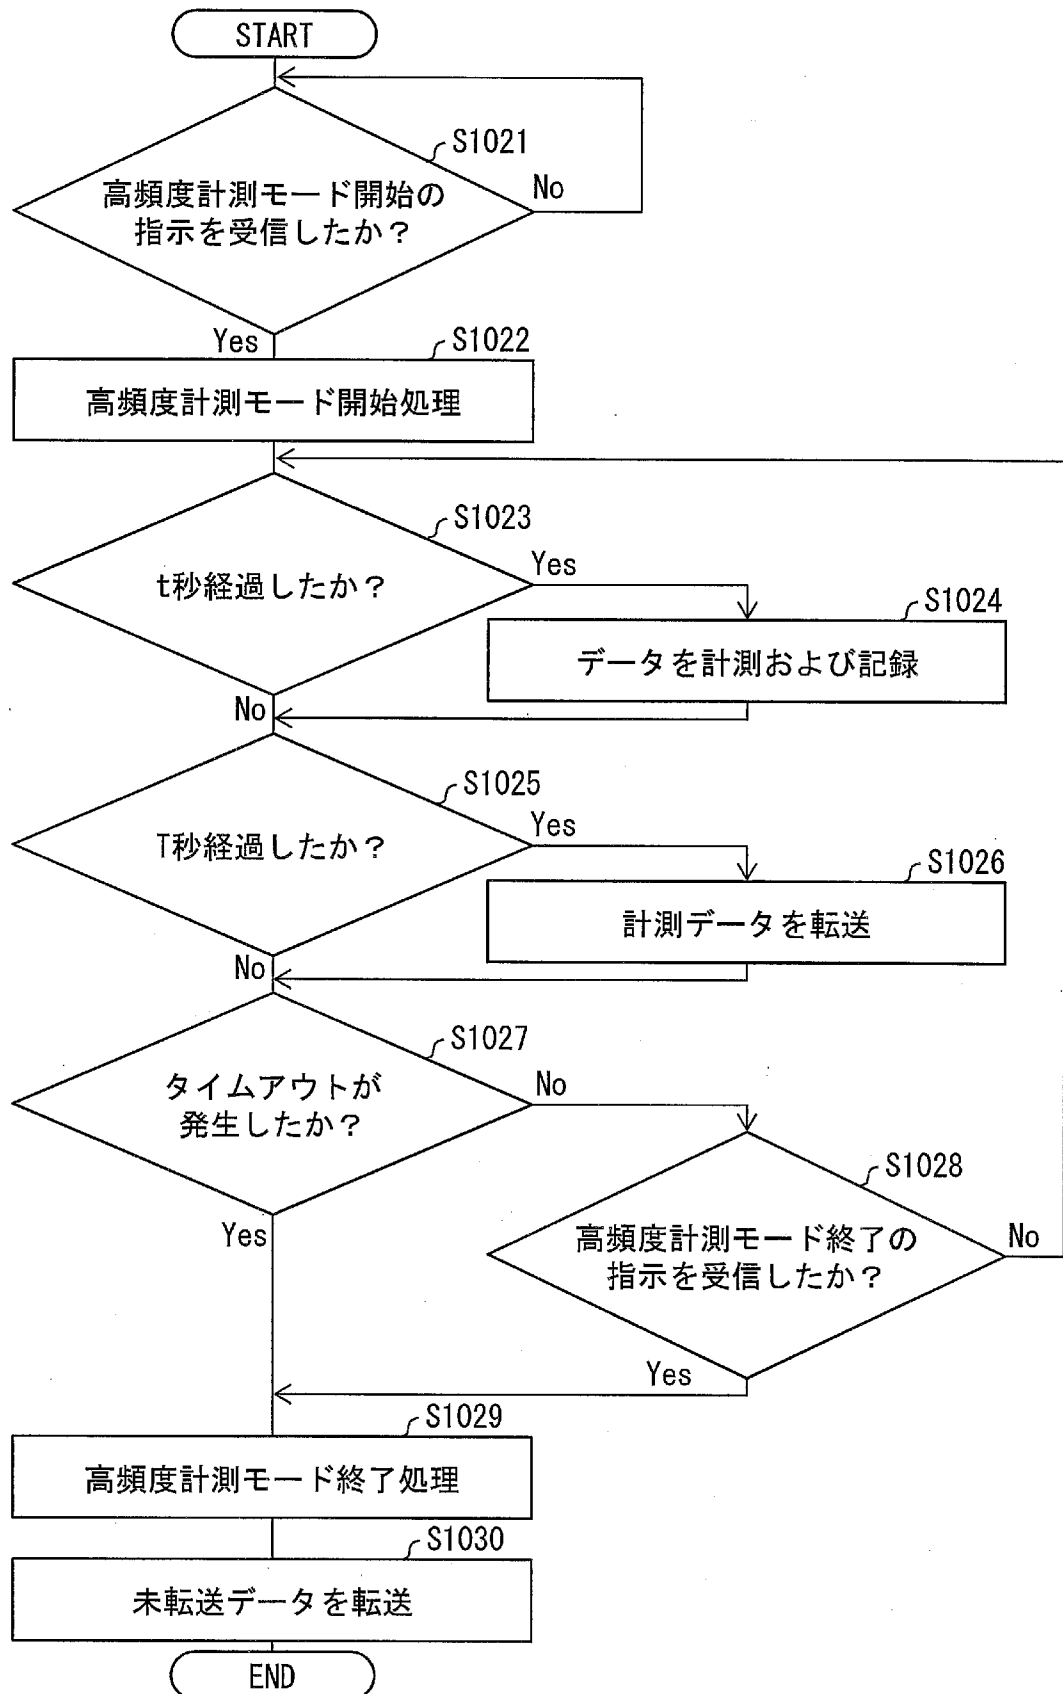 START
S1021
高頻度計測モード開始の
指示を受信したか？
No
Yes
S1022
高頻度計測モード開始処理
S1023
t秒経過したか？
Yes
S1024
データを計測および記録
No
S1025
T秒経過したか？
Yes
S1026
計測データを転送
No
S1027
タイムアウトが
発生したか？
No
S1028
高頻度計測モード終了の
指示を受信したか？
No
Yes
Yes
S1029
高頻度計測モード終了処理
S1030
未転送データを転送
END